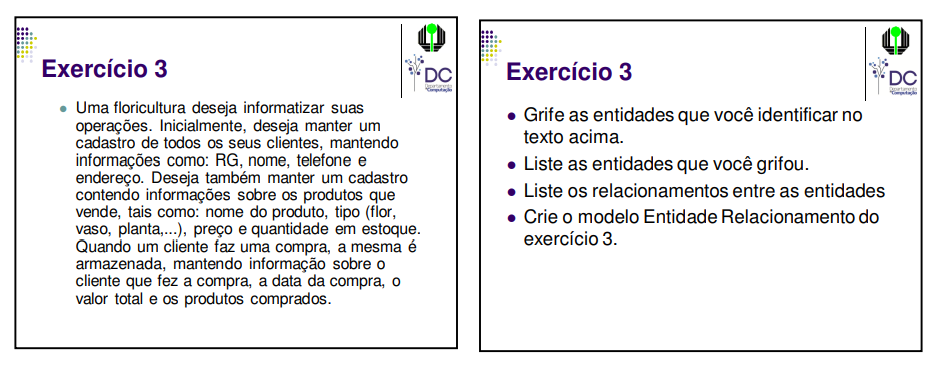 Exercício 3
DC
Departamento
de Computação
● Uma floricultura deseja informatizar suas
operações. Inicialmente, deseja manter um
cadastro de todos os seus clientes, mantendo
informações como: RG, nome, telefone e
endereço. Deseja também manter um cadastro
contendo informações sobre os produtos que
vende, tais como: nome do produto, tipo (flor,
vaso, planta,...), preço e quantidade em estoque.
Quando um cliente faz uma compra, a mesma é
armazenada, mantendo informação sobre o
cliente que fez a compra, a data da compra, o
valor total e os produtos comprados.
Exercício 3
DC
Departamento
de Computação
● Grife as entidades que você identificar no
texto acima.
● Liste as entidades que você grifou.
● Liste os relacionamentos entre as entidades
● Crie o modelo Entidade Relacionamento do
exercício 3.